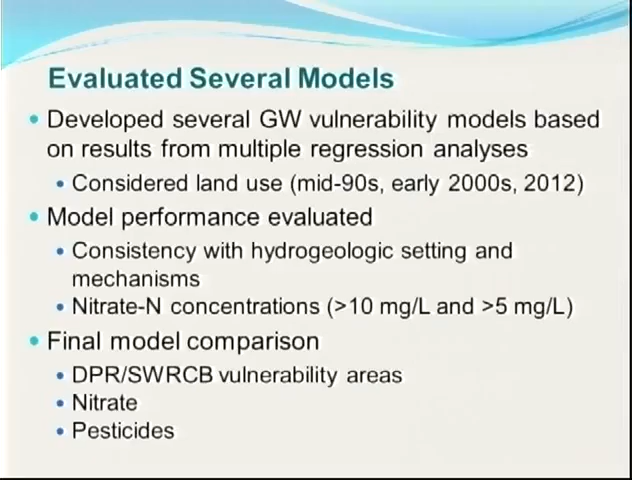 Evaluated Several Models
• Developed several GW vulnerability models based
on results from multiple regression analyses
• Considered land use (mid-90s, early 2000s, 2012)
• Model performance evaluated
• Consistency with hydrogeologic setting and
mechanisms
• Nitrate-N concentrations (>10 mg/L and >5 mg/L)
• Final model comparison
• DPR/SWRCB vulnerability areas
• Nitrate
• Pesticides